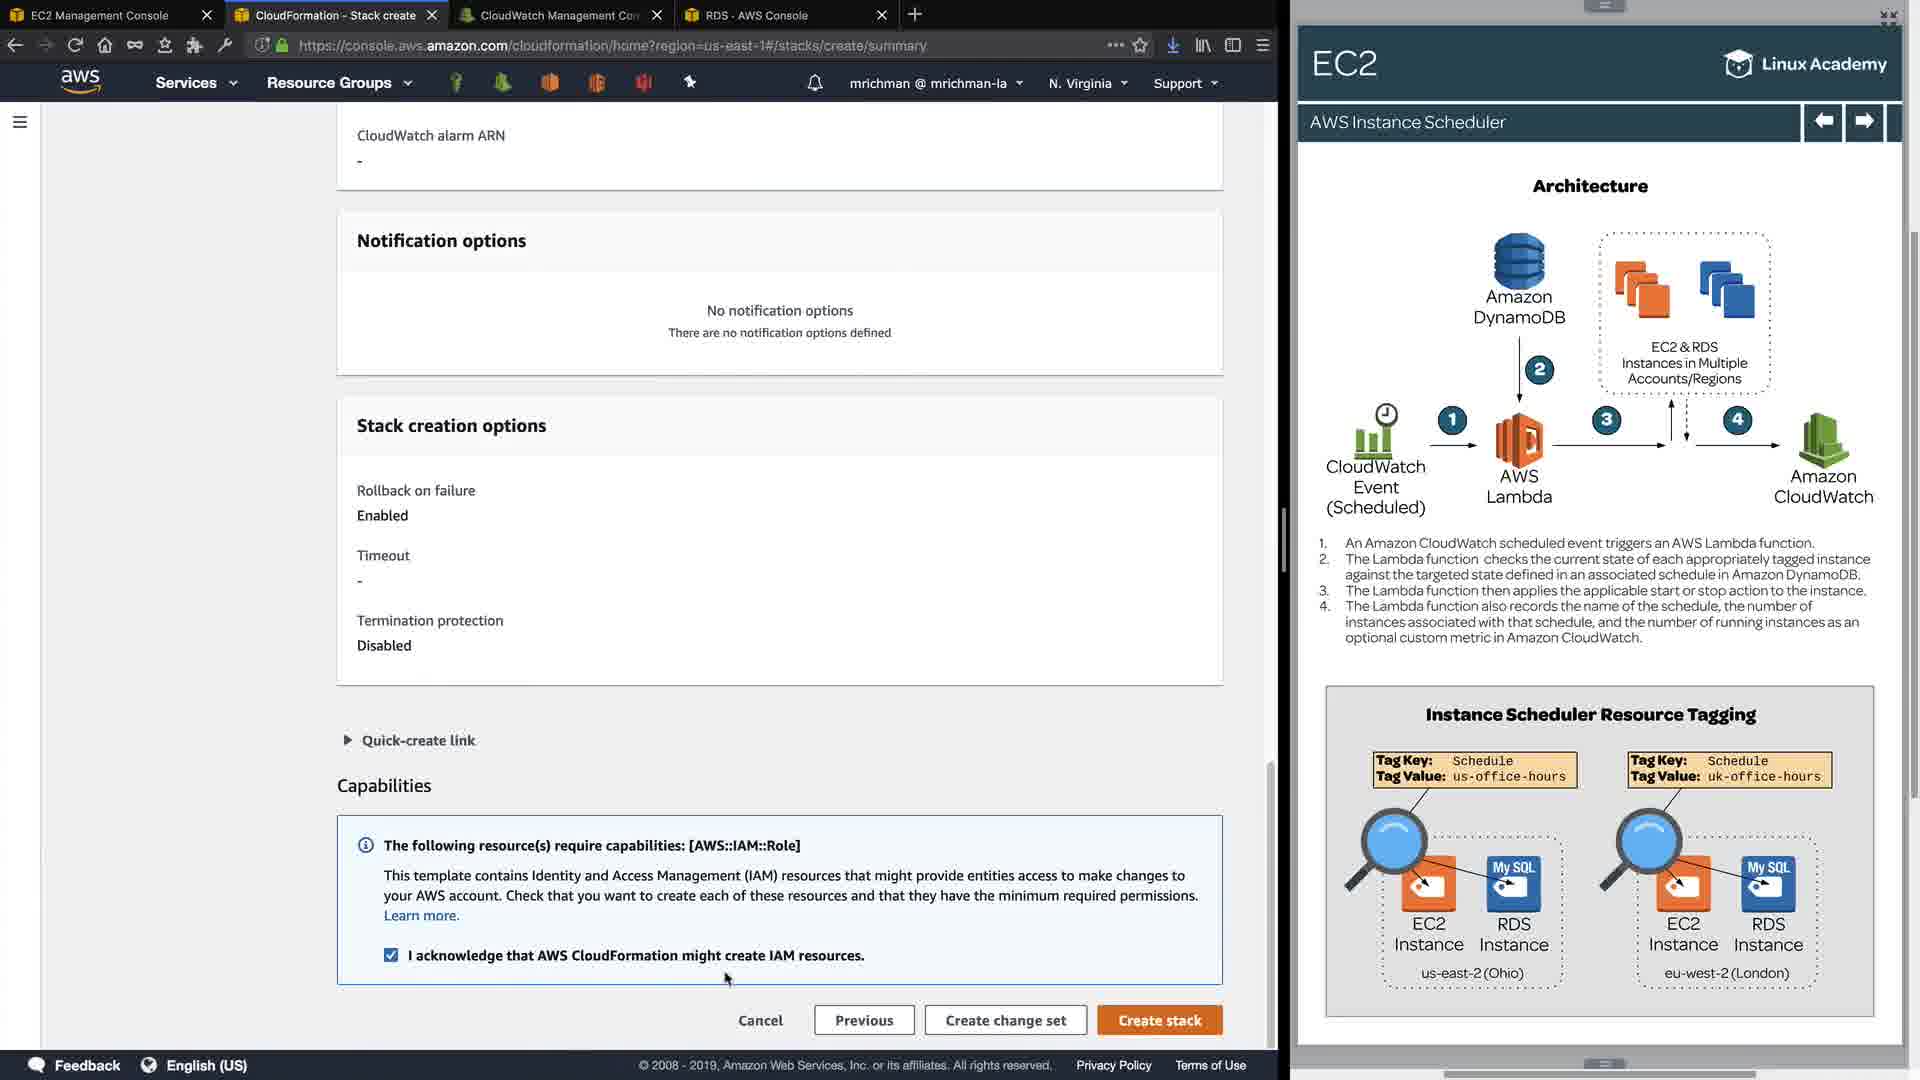 EC2 Management Console
CloudFormation - Stack create
CloudWatch Management Con
RDS - AWS Console
https://console.aws.amazon.com/cloudformation/home?region=us-east-1#/stacks/create/summary
aws
Services
Resource Groups
mrichman @ mrichman-la
N. Virginia
Support
CloudWatch alarm ARN
-
Notification options
No notification options
There are no notification options defined
Stack creation options
Rollback on failure
Enabled
Timeout
-
Termination protection
Disabled
Quick-create link
Capabilities
The following resource(s) require capabilities: [AWS::IAM::Role]
This template contains Identity and Access Management (IAM) resources that might provide entities access to make changes to
your AWS account. Check that you want to create each of these resources and that they have the minimum required permissions.
Learn more.
I acknowledge that AWS CloudFormation might create IAM resources.
Cancel
Previous
Create change set
Create stack
Feedback
English (US)
© 2008 - 2019, Amazon Web Services, Inc. or its affiliates. All rights reserved.
Privacy Policy
Terms of Use
EC2
Linux Academy
AWS Instance Scheduler
Architecture
Amazon
DynamoDB
EC2 & RDS
Instances in Multiple
Accounts/Regions
2
1
3
4
CloudWatch
Event
(Scheduled)
AWS
Lambda
Amazon
CloudWatch
1. An Amazon CloudWatch scheduled event triggers an AWS Lambda function.
2. The Lambda function checks the current state of each appropriately tagged instance
against the targeted state defined in an associated schedule in Amazon DynamoDB.
3. The Lambda function then applies the applicable start or stop action to the instance.
4. The Lambda function also records the name of the schedule, the number of
instances associated with that schedule, and the number of running instances as an
optional custom metric in Amazon CloudWatch.
Instance Scheduler Resource Tagging
Tag Key: Schedule
Tag Value: us-office-hours
Tag Key: Schedule
Tag Value: uk-office-hours
My SQL
My SQL
EC2
Instance
RDS
Instance
EC2
Instance
RDS
Instance
us-east-2 (Ohio)
eu-west-2 (London)